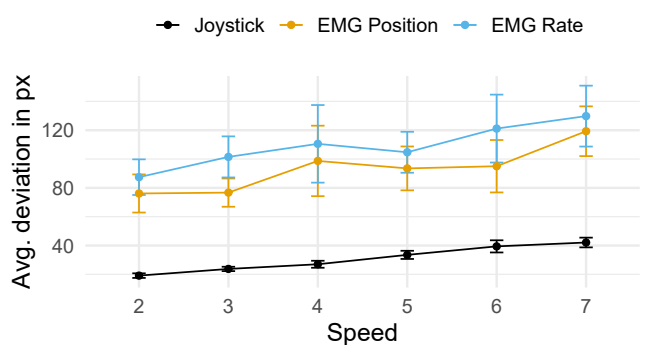 Joystick EMG Position EMG Rate
Avg. deviation in px
120
80
40
2 3 4 5 6 7
Speed